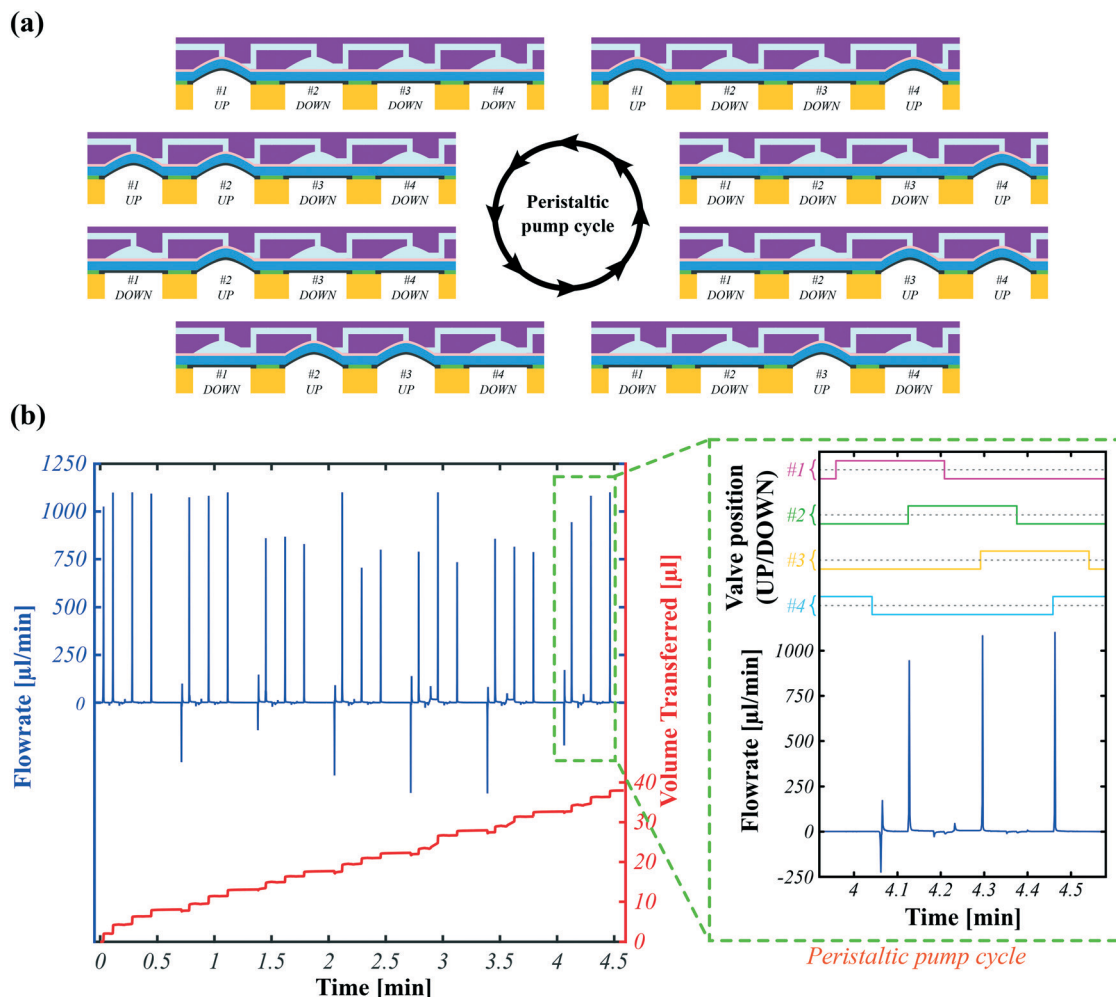 (a)
#1 #2 #3 #4
UP DOWN DOWN DOWN
#1 #2 #3 #4
UP DOWN DOWN UP
#1 #2 #3 #4
UP UP DOWN DOWN
Peristaltic
pump cycle
#1 #2 #3 #4
DOWN DOWN DOWN UP
#1 #2 #3 #4
DOWN UP DOWN DOWN
#1 #2 #3 #4
DOWN DOWN UP UP
#1 #2 #3 #4
DOWN UP UP DOWN
#1 #2 #3 #4
DOWN DOWN UP DOWN
(b)
Flowrate [µl/min]
1250
1000
750
500
250
0
Volume Transferred [µl]
40
30
20
10
0
0 0.5 1 1.5 2 2.5 3 3.5 4 4.5
Time [min]
Valve position
(UP/DOWN)
#1 {
#2 {
#3 {
#4 {
Flowrate [µl/min]
1000
750
500
250
0
-250
4 4.1 4.2 4.3 4.4 4.5
Time [min]
Peristaltic pump cycle